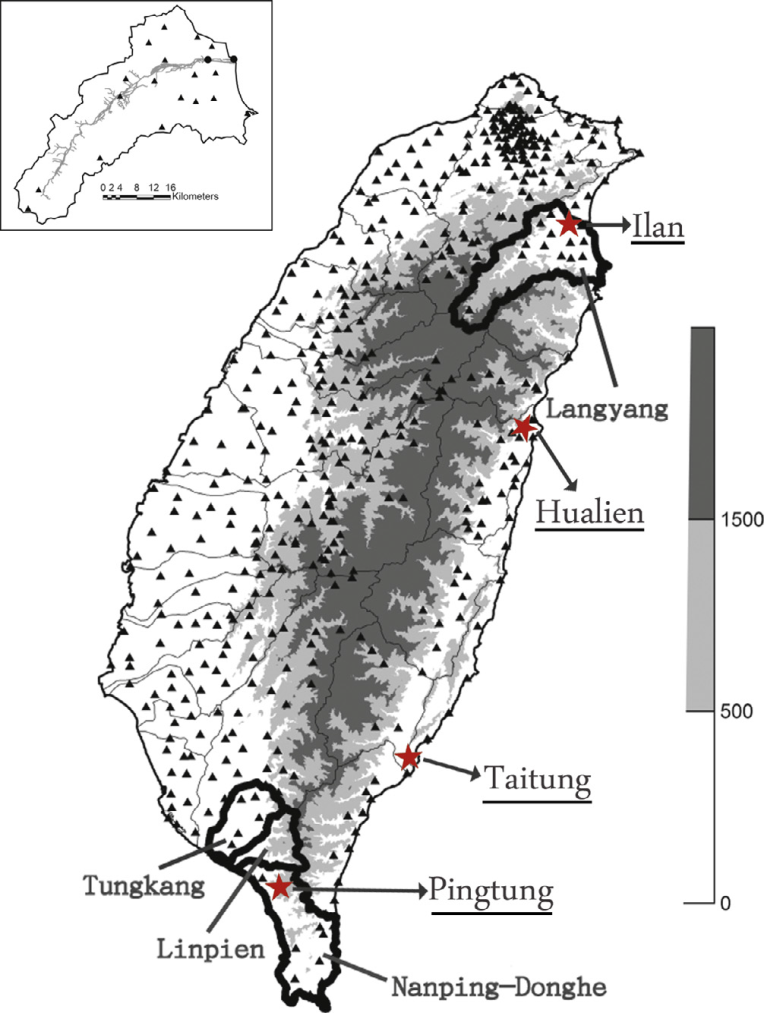 0 2 4 8 12 16
Kilometers
Ilan
Langyang
Hualien
1500
500
Taitung
Tungkang
Pingtung
0
Linpien
Nanping-Donghe